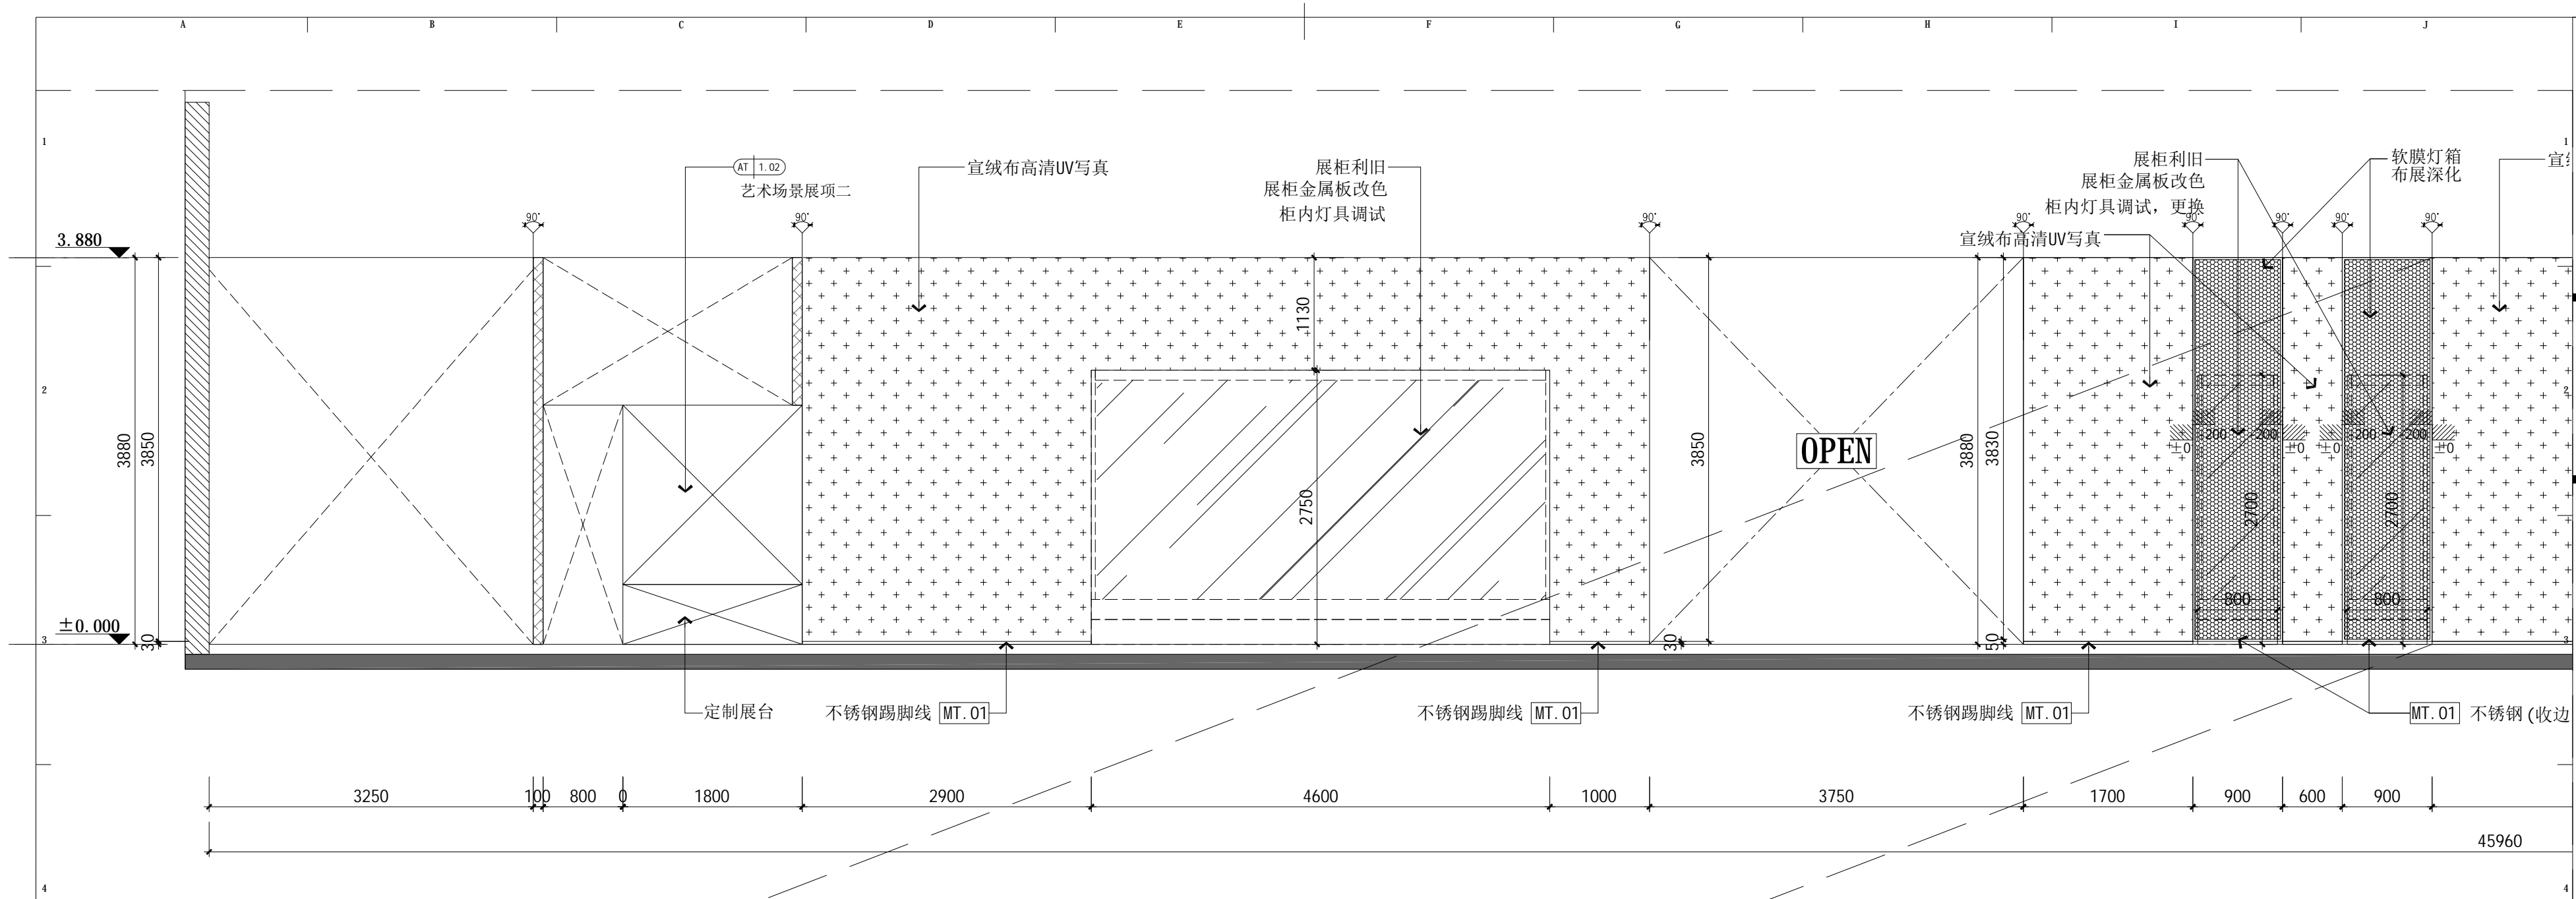 A B C D E F G H I J
1 1
AT 1.02
艺术场景展项二
宣绒布高清UV写真
展柜利旧
展柜金属板改色
柜内灯具调试
展柜利旧
展柜金属板改色
柜内灯具调试，更换
宣绒布高清UV写真
软膜灯箱
布展深化
90° 90° 90° 90° 90° 90° 90° 90°
3.880
1130
2 2
3880 3850 2750 3850 3880 3830
OPEN
-200 -200 -200 -200
±0 ±0 ±0 ±0
2700 2700
800 800
±0.000
3 3
30 30 50
定制展台
不锈钢踢脚线 MT.01
不锈钢踢脚线 MT.01
不锈钢踢脚线 MT.01
MT.01 不锈钢(收边
3250 100 800 0 1800 2900 4600 1000 3750 1700 900 600 900
45960
4 4